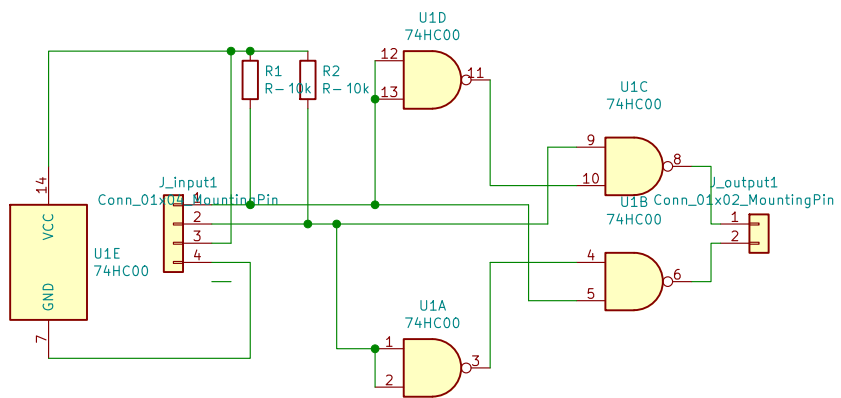 U1D
74HC00
12
11
13
R1
R-10k
R2
R-10k
U1C
74HC00
9
8
10
14
VCC
GND
7
U1E
74HC00
J_input1
Conn_01x04_MountingPin
1
2
3
4
U1B
74HC00
4
6
5
J_output1
Conn_01x02_MountingPin
1
2
U1A
74HC00
1
3
2